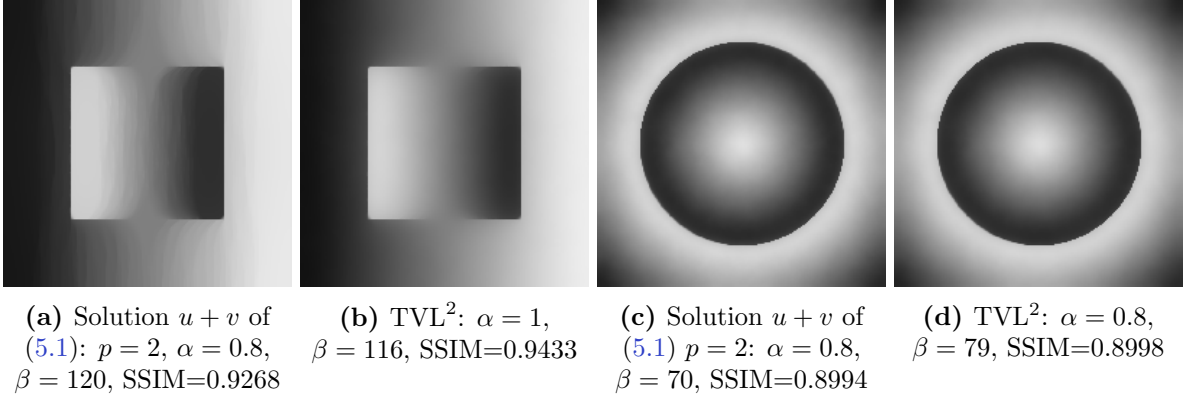 (a) Solution u + v of
(5.1): p = 2, α = 0.8,
β = 120, SSIM=0.9268
(b) TVL²: α = 1,
β = 116, SSIM=0.9433
(c) Solution u + v of
(5.1) p = 2: α = 0.8,
β = 70, SSIM=0.8994
(d) TVL²: α = 0.8,
β = 79, SSIM=0.8998